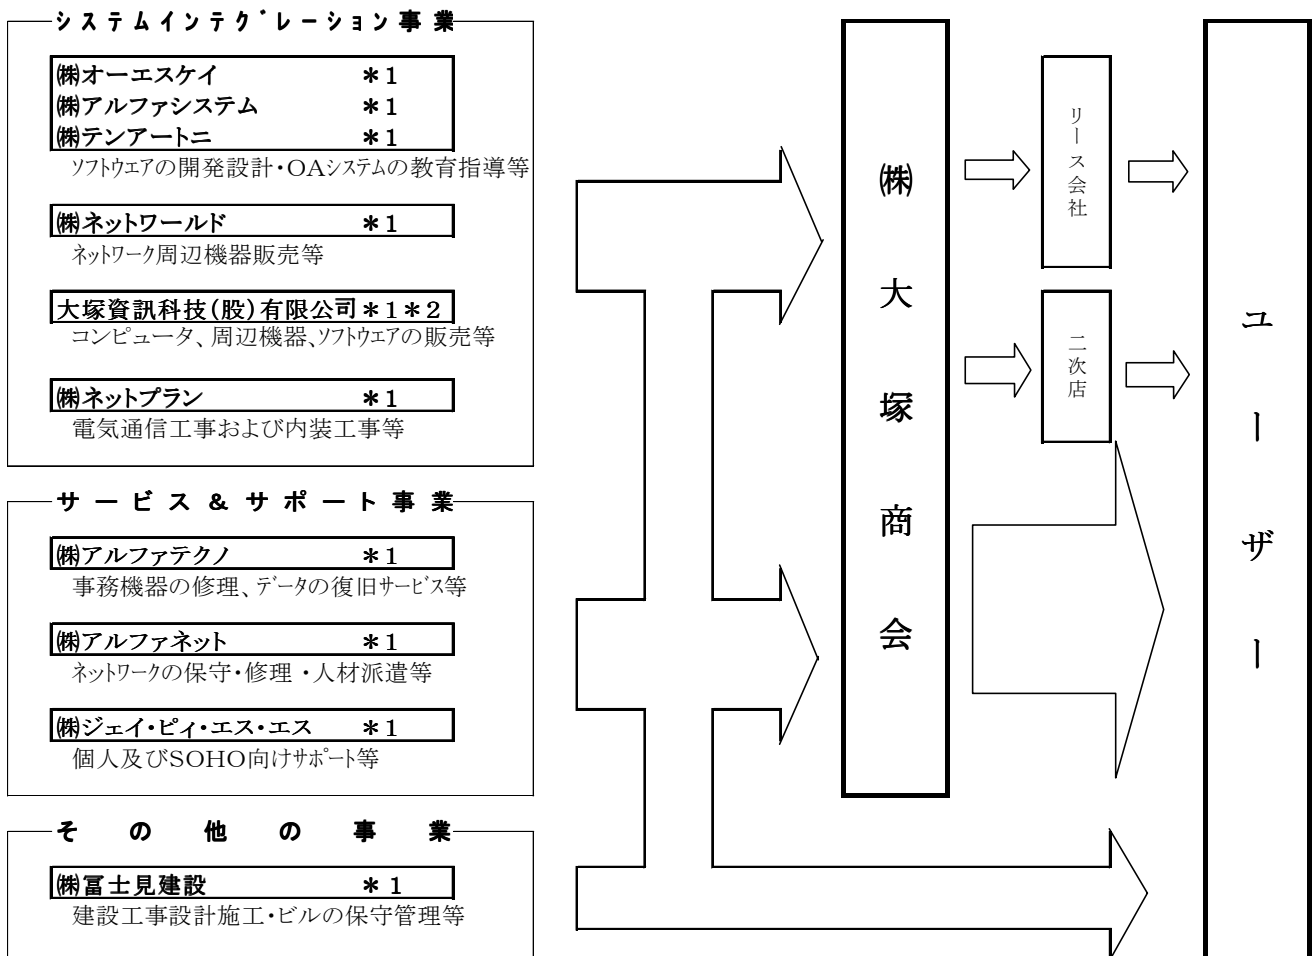 システムインテグレーション事業
㈱オーエスケイ *1
㈱アルファシステム *1
㈱テンアートニ *1
ソフトウエアの開発設計・OAシステムの教育指導等
㈱ネットワールド *1
ネットワーク周辺機器販売等
大塚資訊科技(股)有限公司*1*2
コンピュータ、周辺機器、ソフトウエアの販売等
㈱ネットプラン *1
電気通信工事および内装工事等
サービス&サポート事業
㈱アルファテクノ *1
事務機器の修理、データの復旧サービス等
㈱アルファネット *1
ネットワークの保守・修理・人材派遣等
㈱ジェイ・ピィ・エス・エス *1
個人及びSOHO向けサポート等
その他の事業
㈱冨士見建設 *1
建設工事設計施工・ビルの保守管理等
㈱大塚商会
リース会社
二次店
ユーザー